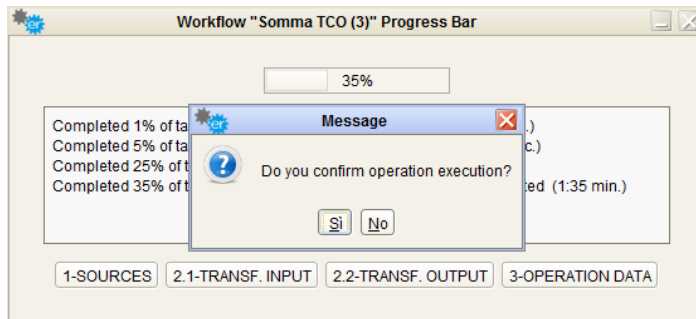 Workflow "Somma TCO (3)" Progress Bar
35%
Completed 1% of ta .)
Completed 5% of ta c.)
Completed 25% of t
Completed 35% of t ted (1:35 min.)
Message
Do you confirm operation execution?
Sì No
1-SOURCES 2.1-TRANSF. INPUT 2.2-TRANSF. OUTPUT 3-OPERATION DATA